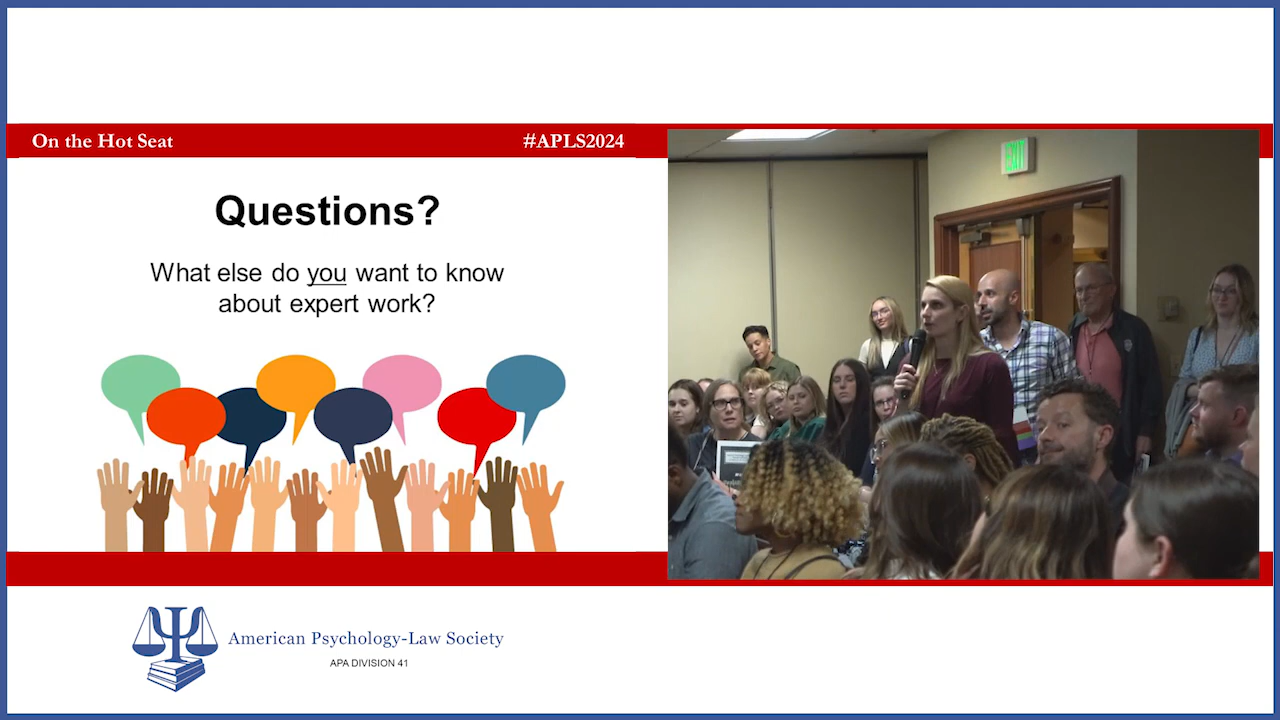 On the Hot Seat
#APLS2024
Questions?
What else do you want to know
about expert work?
EXIT
American Psychology-Law Society
APA DIVISION 41